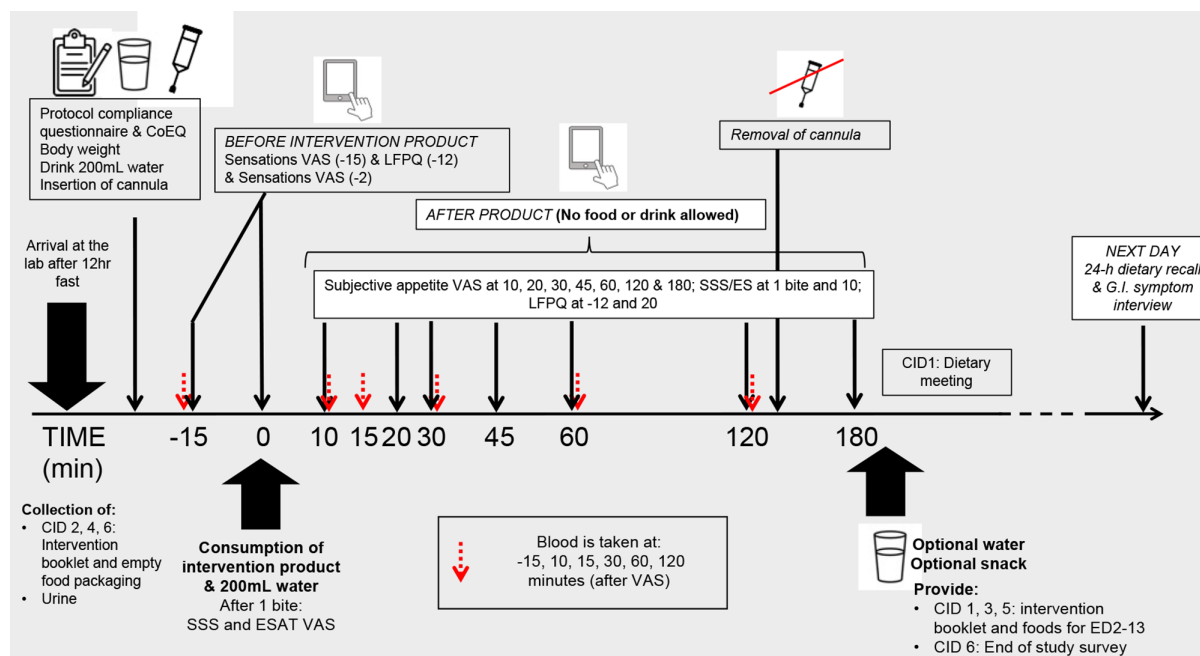 Protocol compliance
questionnaire & CoEQ
Body weight
Drink 200mL water
Insertion of cannula
BEFORE INTERVENTION PRODUCT
Sensations VAS (-15) & LFPQ (-12)
& Sensations VAS (-2)
Removal of cannula
AFTER PRODUCT (No food or drink allowed)
Arrival at the
lab after 12hr
fast
Subjective appetite VAS at 10, 20, 30, 45, 60, 120 & 180; SSS/ES at 1 bite and 10;
LFPQ at -12 and 20
NEXT DAY
24-h dietary recall
& G.I. symptom
interview
CID1: Dietary
meeting
TIME
(min)
-15
0
10
15
20
30
45
60
120
180
Collection of:
• CID 2, 4, 6:
Intervention
booklet and empty
food packaging
• Urine
Consumption of
intervention product
& 200mL water
After 1 bite:
SSS and ESAT VAS
Blood is taken at:
-15, 10, 15, 30, 60, 120
minutes (after VAS)
Optional water
Optional snack
Provide:
• CID 1, 3, 5: intervention
booklet and foods for ED2-13
• CID 6: End of study survey